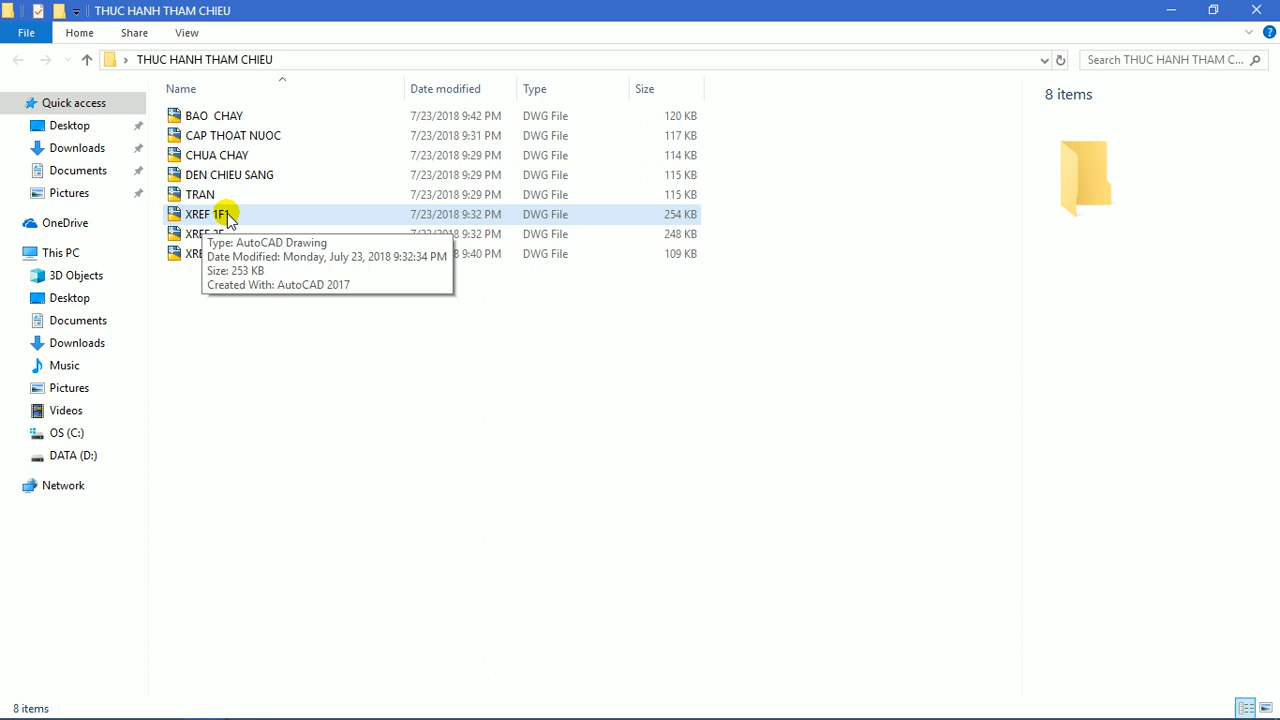 THUC HANH THAM CHIEU
File Home Share View
THUC HANH THAM CHIEU
Search THUC HANH THAM C...
Name Date modified Type Size
BAO CHAY 7/23/2018 9:42 PM DWG File 120 KB
CAP THOAT NUOC 7/23/2018 9:31 PM DWG File 117 KB
CHUA CHAY 7/23/2018 9:29 PM DWG File 114 KB
DEN CHIEU SANG 7/23/2018 9:29 PM DWG File 115 KB
TRAN 7/23/2018 9:29 PM DWG File 115 KB
XREF 1F 7/23/2018 9:32 PM DWG File 254 KB
7/23/2018 9:32 PM DWG File 248 KB
8 9:40 PM DWG File 109 KB
Type: AutoCAD Drawing
Date Modified: Monday, July 23, 2018 9:32:34 PM
Size: 253 KB
Created With: AutoCAD 2017
Quick access
Desktop
Downloads
Documents
Pictures
OneDrive
This PC
3D Objects
Desktop
Documents
Downloads
Music
Pictures
Videos
OS (C:)
DATA (D:)
Network
8 items
8 items